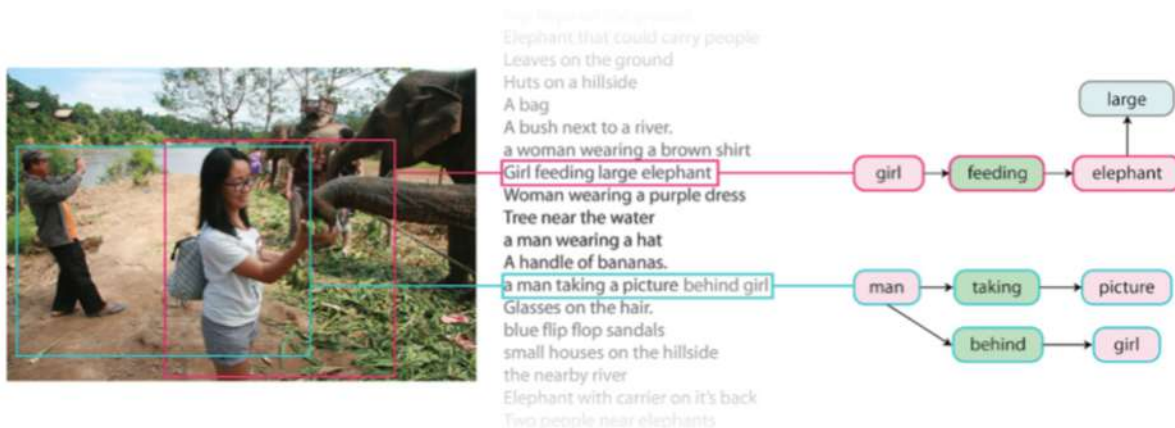 Elephant that could carry people
Leaves on the ground
Huts on a hillside
A bag
A bush next to a river.
a woman wearing a brown shirt
Girl feeding large elephant
Woman wearing a purple dress
Tree near the water
a man wearing a hat
A handle of bananas.
a man taking a picture behind girl
Glasses on the hair.
blue flip flop sandals
small houses on the hillside
the nearby river
Elephant with carrier on it's back
Two people near elephants
large
girl feeding elephant
man taking picture
behind girl